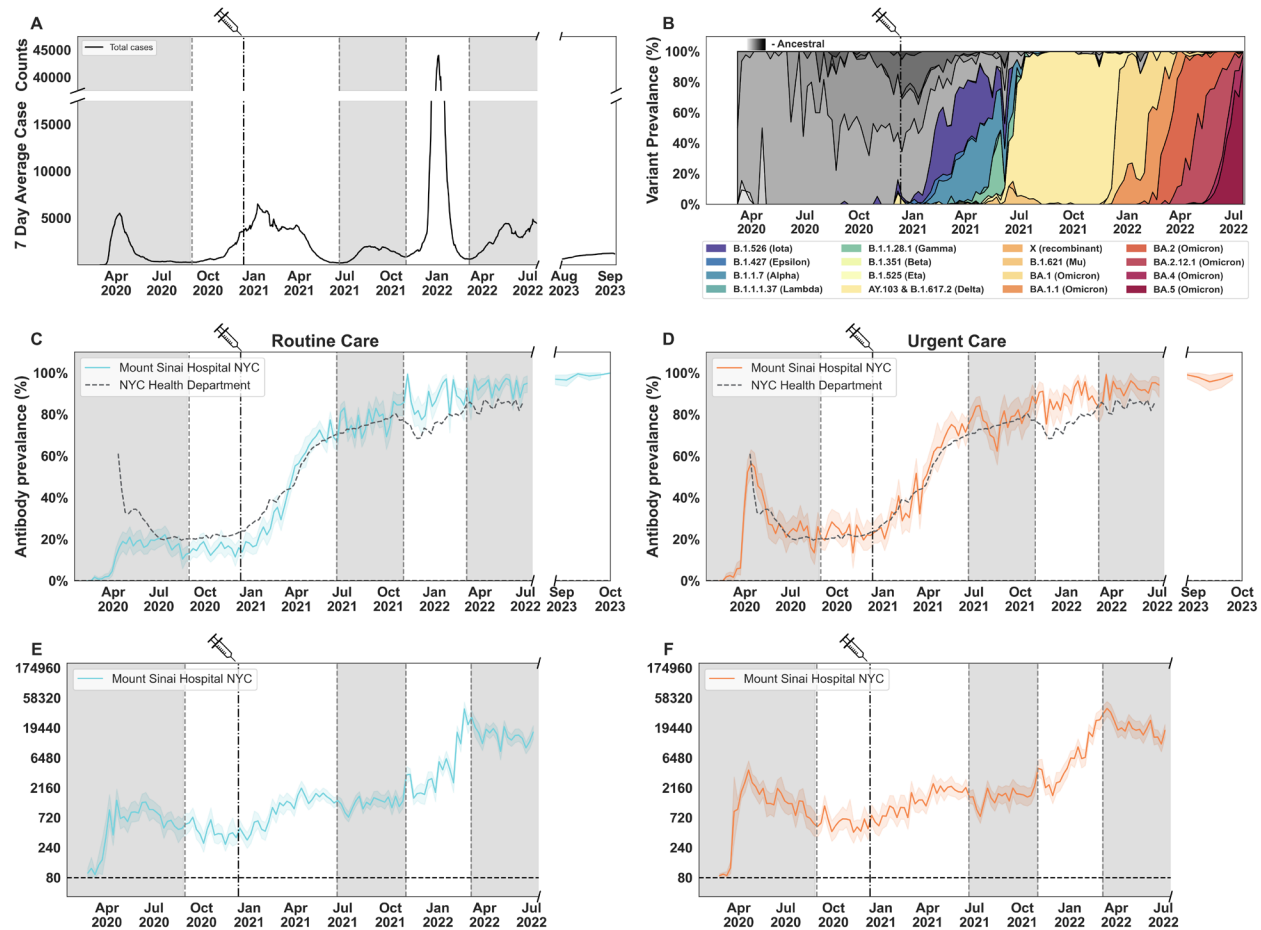 A
Total cases
7 Day Average Case Counts
45000
40000
15000
10000
5000
Apr 2020
Jul 2020
Oct 2020
Jan 2021
Apr 2021
Jul 2021
Oct 2021
Jan 2022
Apr 2022
Jul 2022
Aug 2023
Sep 2023
B
- Ancestral
Variant Prevalance (%)
100%
80%
60%
40%
20%
0%
Apr 2020
Jul 2020
Oct 2020
Jan 2021
Apr 2021
Jul 2021
Oct 2021
Jan 2022
Apr 2022
Jul 2022
B.1.526 (Iota)
B.1.427 (Epsilon)
B.1.1.7 (Alpha)
B.1.1.1.37 (Lambda)
B.1.1.28.1 (Gamma)
B.1.351 (Beta)
B.1.525 (Eta)
AY.103 & B.1.617.2 (Delta)
X (recombinant)
B.1.621 (Mu)
BA.1 (Omicron)
BA.1.1 (Omicron)
BA.2 (Omicron)
BA.2.12.1 (Omicron)
BA.4 (Omicron)
BA.5 (Omicron)
C
Routine Care
Mount Sinai Hospital NYC
NYC Health Department
Antibody prevalance (%)
100%
80%
60%
40%
20%
0%
Apr 2020
Jul 2020
Oct 2020
Jan 2021
Apr 2021
Jul 2021
Oct 2021
Jan 2022
Apr 2022
Jul 2022
Sep 2023
Oct 2023
D
Urgent Care
Mount Sinai Hospital NYC
NYC Health Department
Antibody prevalance (%)
100%
80%
60%
40%
20%
0%
Apr 2020
Jul 2020
Oct 2020
Jan 2021
Apr 2021
Jul 2021
Oct 2021
Jan 2022
Apr 2022
Jul 2022
Sep 2023
Oct 2023
E
Mount Sinai Hospital NYC
174960
58320
19440
6480
2160
720
240
80
Apr 2020
Jul 2020
Oct 2020
Jan 2021
Apr 2021
Jul 2021
Oct 2021
Jan 2022
Apr 2022
Jul 2022
F
Mount Sinai Hospital NYC
174960
58320
19440
6480
2160
720
240
80
Apr 2020
Jul 2020
Oct 2020
Jan 2021
Apr 2021
Jul 2021
Oct 2021
Jan 2022
Apr 2022
Jul 2022